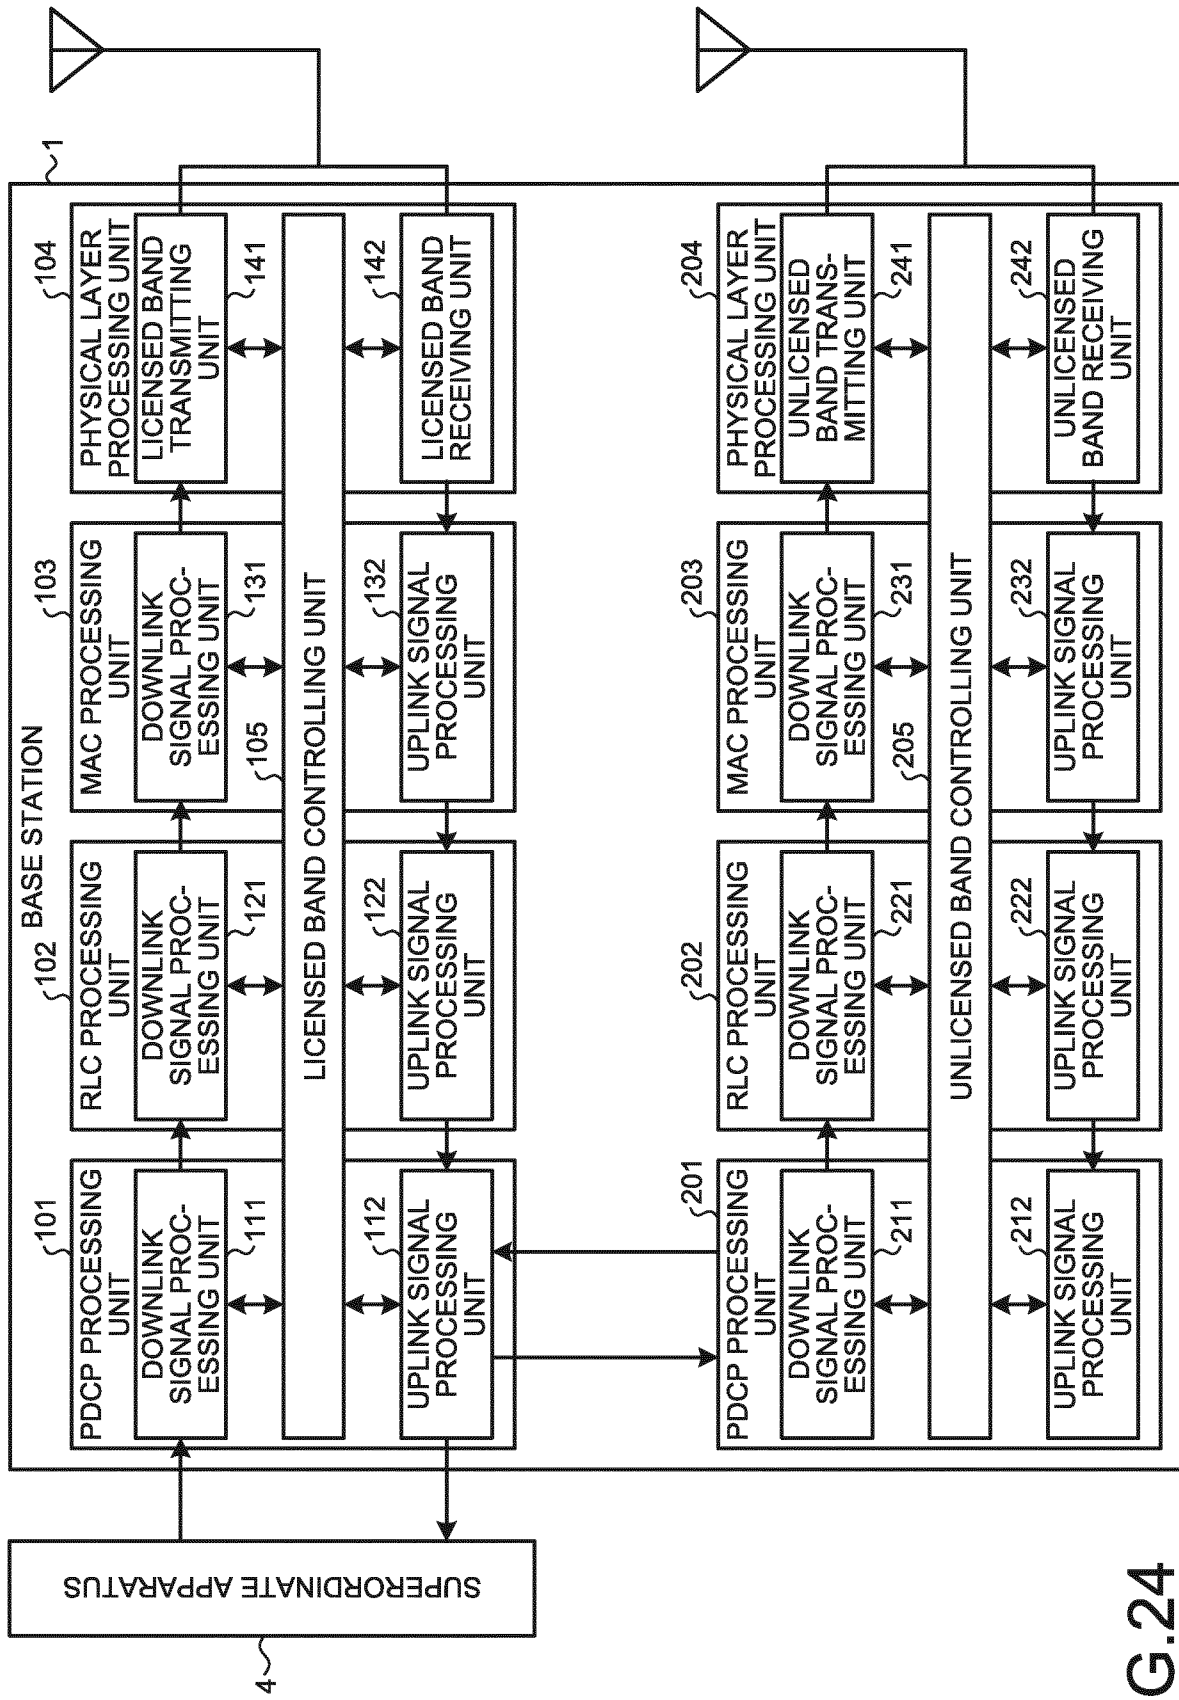 1
BASE STATION
101
PDCP PROCESSING
UNIT
DOWNLINK
SIGNAL PROC-
ESSING UNIT
111
102
RLC PROCESSING
UNIT
DOWNLINK
SIGNAL PROC-
ESSING UNIT
121
103
MAC PROCESSING
UNIT
DOWNLINK
SIGNAL PROC-
ESSING UNIT
131
104
PHYSICAL LAYER
PROCESSING UNIT
LICENSED BAND
TRANSMITTING
UNIT
141
105
LICENSED BAND CONTROLLING UNIT
112
UPLINK SIGNAL
PROCESSING
UNIT
122
UPLINK SIGNAL
PROCESSING
UNIT
132
UPLINK SIGNAL
PROCESSING
UNIT
142
LICENSED BAND
RECEIVING UNIT
SUPERORDINATE APPARATUS
4
201
PDCP PROCESSING
UNIT
DOWNLINK
SIGNAL PROC-
ESSING UNIT
211
202
RLC PROCESSING
UNIT
DOWNLINK
SIGNAL PROC-
ESSING UNIT
221
203
MAC PROCESSING
UNIT
DOWNLINK
SIGNAL PROC-
ESSING UNIT
231
204
PHYSICAL LAYER
PROCESSING UNIT
UNLICENSED
BAND TRANS-
MITTING UNIT
241
205
UNLICENSED BAND CONTROLLING UNIT
212
UPLINK SIGNAL
PROCESSING
UNIT
222
UPLINK SIGNAL
PROCESSING
UNIT
232
UPLINK SIGNAL
PROCESSING
UNIT
242
UNLICENSED
BAND RECEIVING
UNIT
G.24